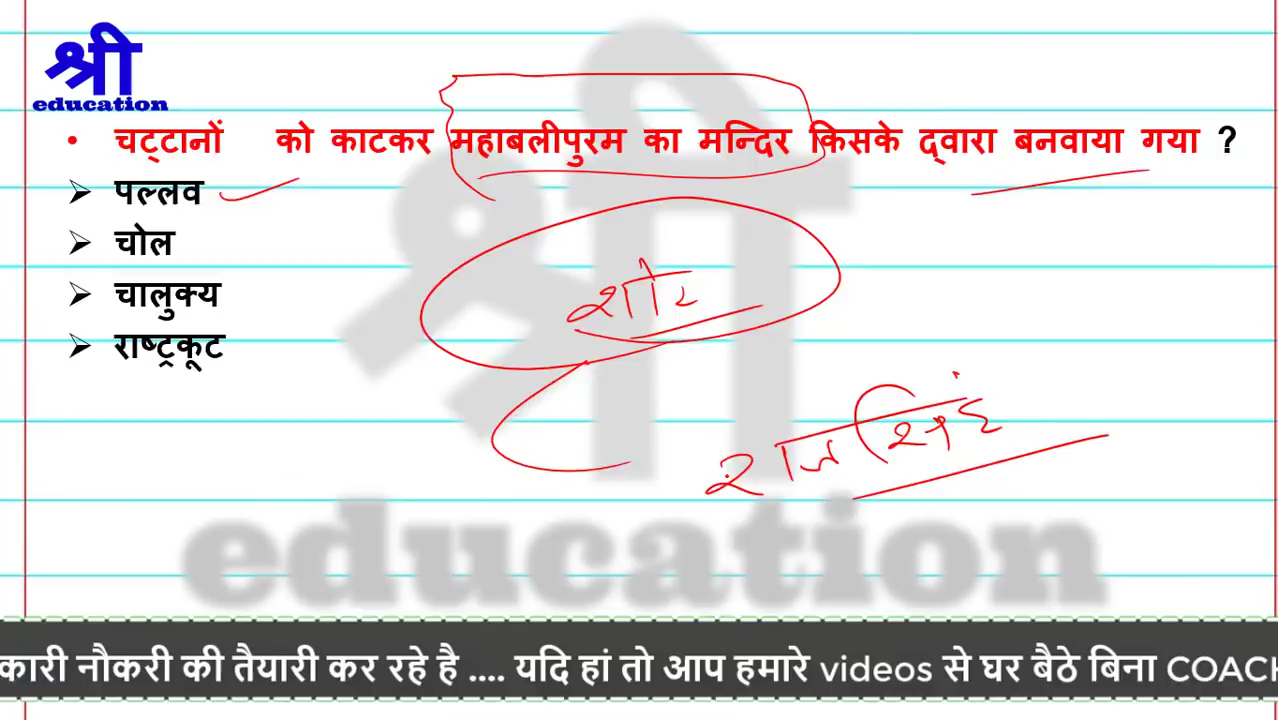 श्री
education
• चट्टानों को काटकर महाबलीपुरम का मन्दिर किसके द्वारा बनवाया गया ?
➢ पल्लव
➢ चोल
➢ चालुक्य
➢ राष्ट्रकूट
शोर
श्री
education
कारी नौकरी की तैयारी कर रहे है .... यदि हां तो आप हमारे videos से घर बैठे बिना COACH